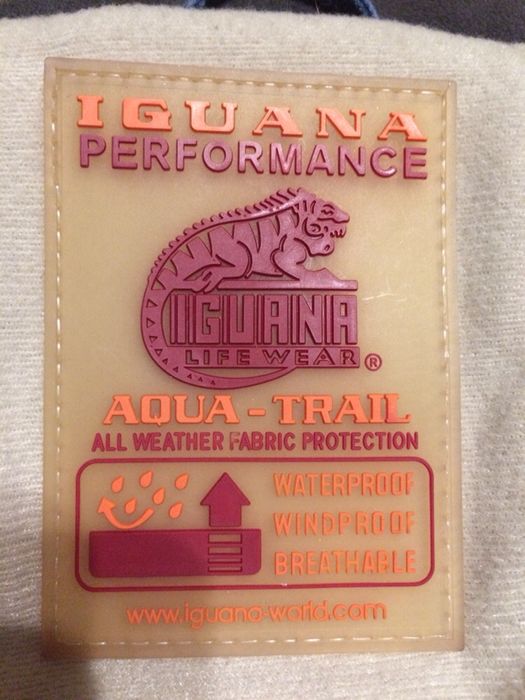 IGUANA
PERFORMANCE
IGUANA
LIFE WEAR ®
AQUA-TRAIL
ALL WEATHER FABRIC PROTECTION
WATERPROOF
WINDPROOF
BREATHABLE
www.iguana-world.com